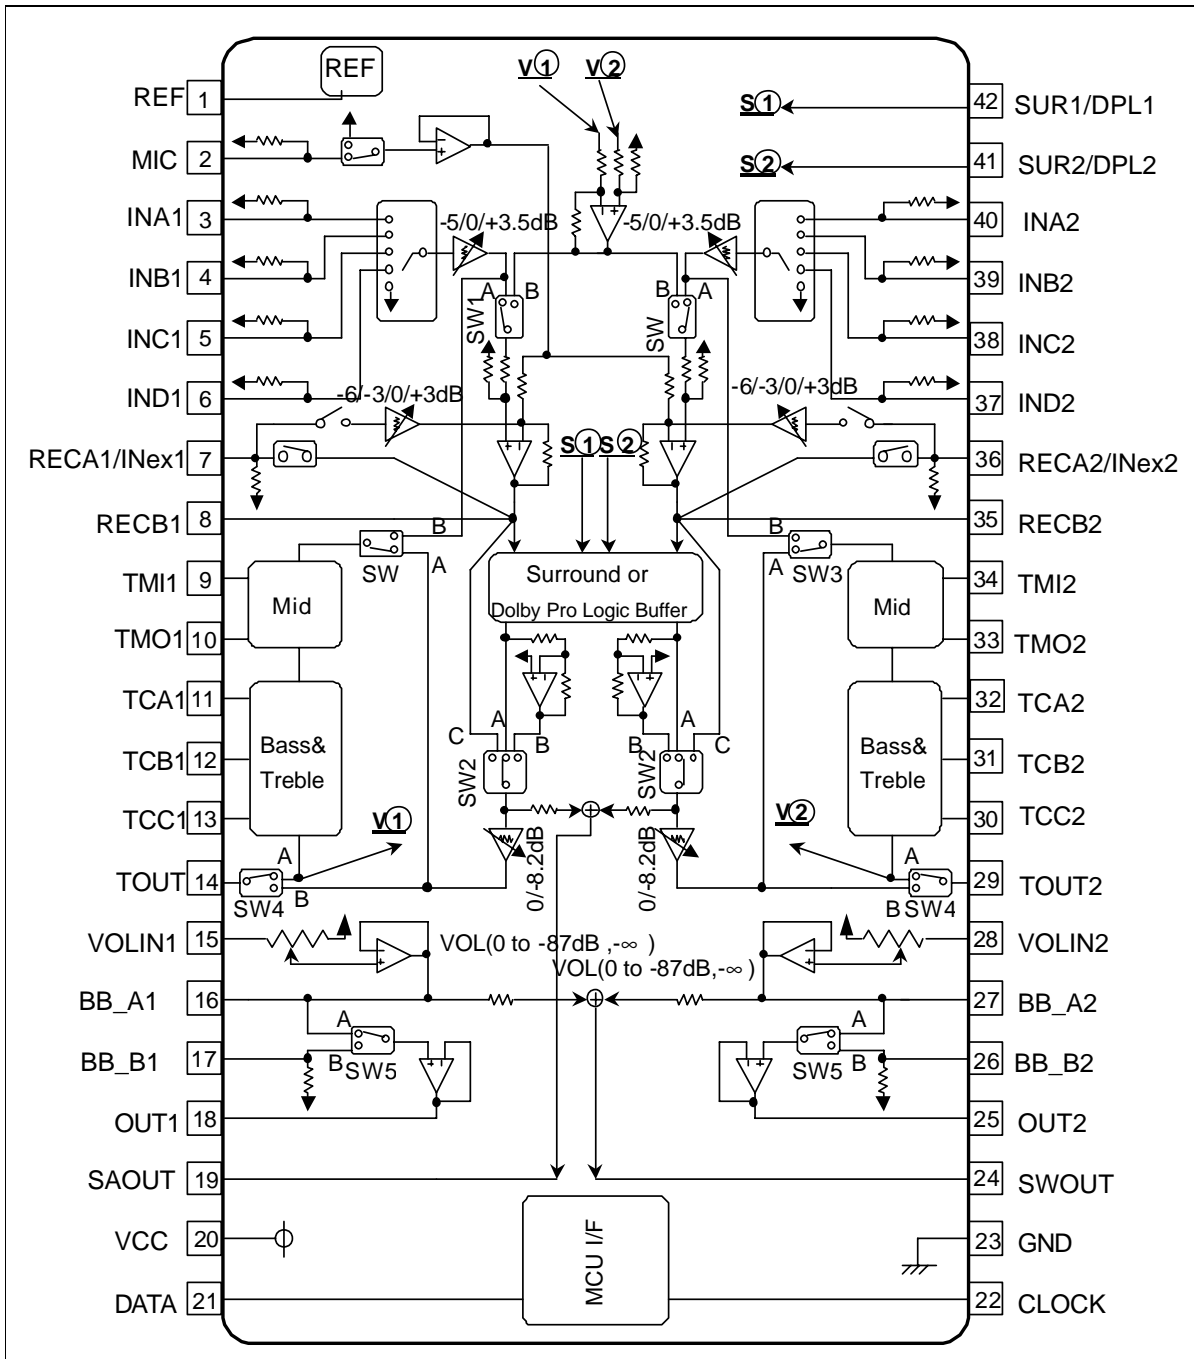 REF
V① V②
REF 1
42 SUR1/DPL1
S①
MIC 2
41 SUR2/DPL2
S②
INA1 3
40 INA2
-5/0/+3.5dB
-5/0/+3.5dB
INB1 4
39 INB2
A B
B A
SW1
SW
INC1 5
38 INC2
IND1 6
37 IND2
-6/-3/0/+3dB
-6/-3/0/+3dB
S① S②
RECA1/INex1 7
36 RECA2/INex2
RECB1 8
35 RECB2
B
A
SW
B
A
SW3
Surround or
Dolby Pro Logic Buffer
TMI1 9
34 TMI2
Mid
Mid
TMO1 10
33 TMO2
TCA1 11
32 TCA2
C A B
B A C
SW2
SW2
Bass&
Treble
Bass&
Treble
TCB1 12
31 TCB2
TCC1 13
30 TCC2
V①
V②
0/-8.2dB
0/-8.2dB
A
B
SW4
A
B SW4
TOUT 14
29 TOUT2
VOLIN1 15
28 VOLIN2
VOL(0 to -87dB ,-∞ )
VOL(0 to -87dB,-∞ )
BB_A1 16
27 BB_A2
A
B
SW5
A
B
SW5
BB_B1 17
26 BB_B2
OUT1 18
25 OUT2
SAOUT 19
24 SWOUT
MCU I/F
VCC 20
23 GND
DATA 21
22 CLOCK